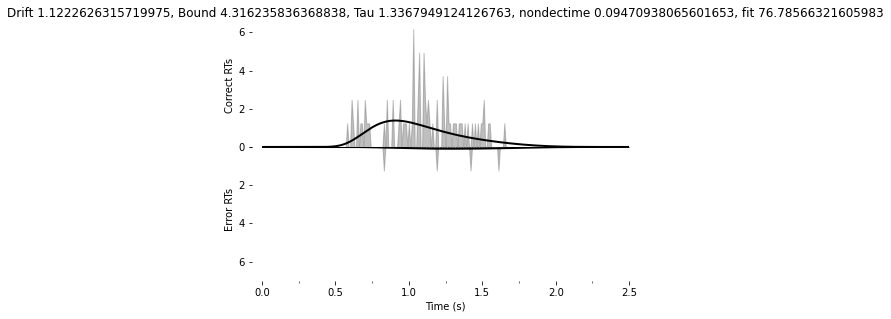 Drift 1.1222626315719975, Bound 4.316235836368838, Tau 1.3367949124126763, nondectime 0.09470938065601653, fit 76.78566321605983
6
4
2
0
2
4
6
Correct RTs
Error RTs
0.0 0.5 1.0 1.5 2.0 2.5
Time (s)